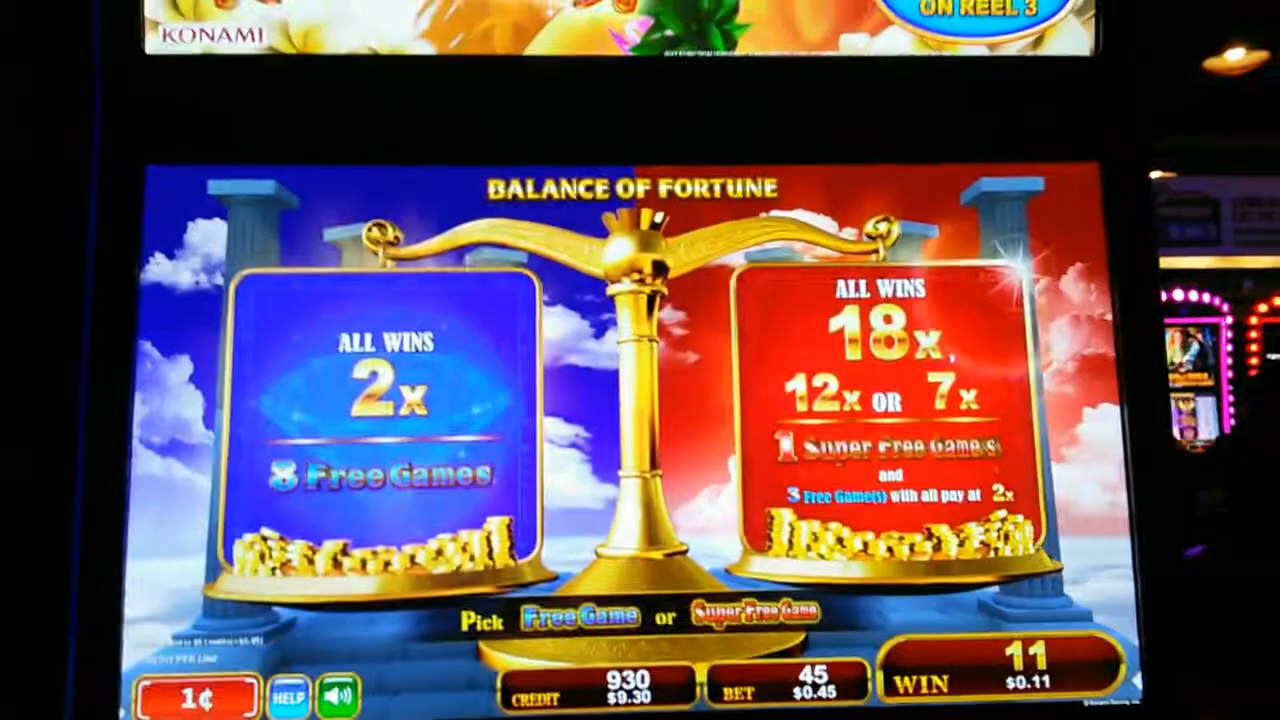 ON REEL 3
KONAMI
BALANCE OF FORTUNE
ALL WINS
2x
8 Free Games
ALL WINS
18x,
12x OR 7x
1 Super Free Game(s)
and
3 Free Game(s) with all pay at 2x
Pick Free Game or Super Free Game
1¢
HELP
CREDIT
930
$9.30
BET
45
$0.45
WIN
11
$0.11